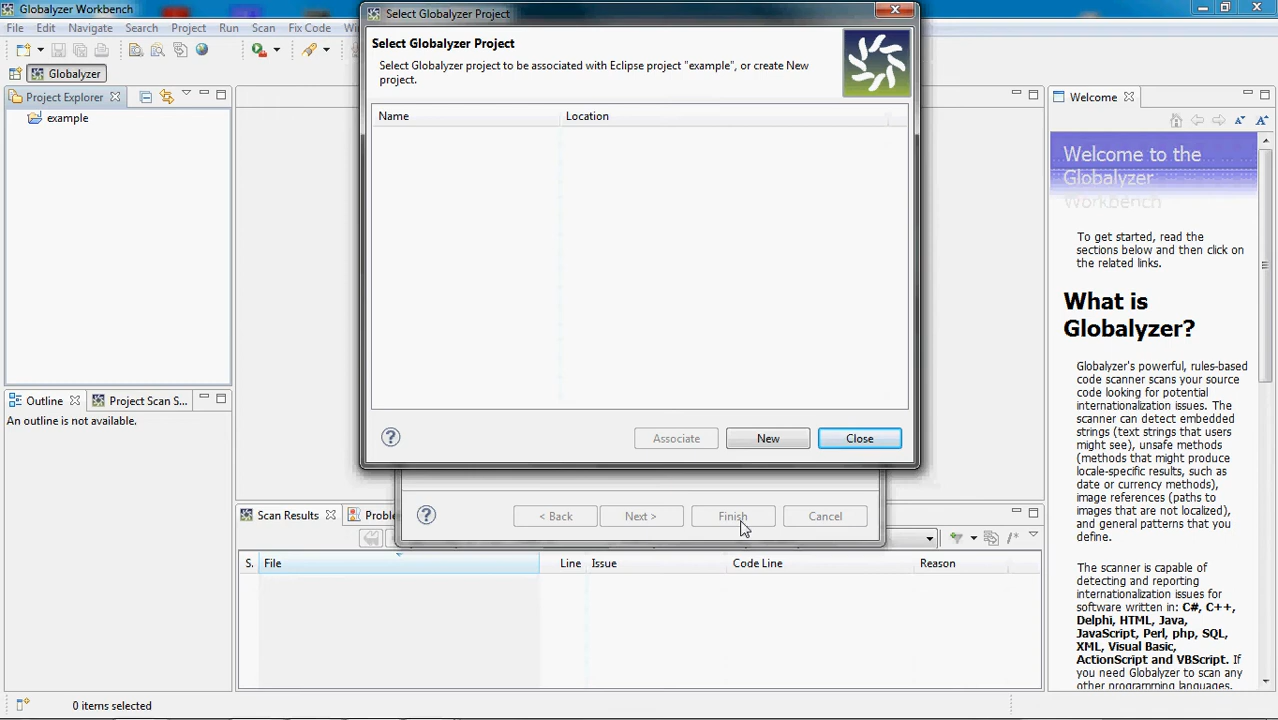 Globalyzer Workbench
File Edit Navigate Search Project Run Scan Fix Code
Globalyzer
Project Explorer
example
Outline
Project Scan S...
An outline is not available.
Select Globalyzer Project
Select Globalyzer Project
Select Globalyzer project to be associated with Eclipse project "example", or create New
project.
Name Location
Associate New Close
< Back Next > Finish Cancel
Scan Results
S. File Line Issue Code Line Reason
Welcome
Welcome to the
Globalyzer
Workbench
To get started, read the
sections below and then click on
the related links.
What is
Globalyzer?
Globalyzer's powerful, rules-based
code scanner scans your source
code looking for potential
internationalization issues. The
scanner can detect embedded
strings (text strings that users
might see), unsafe methods
(methods that might produce
locale-specific results, such as
date or currency methods),
image references (paths to
images that are not localized),
and general patterns that you
define.
The scanner is capable of
detecting and reporting
internationalization issues for
software written in: C#, C++,
Delphi, HTML, Java,
JavaScript, Perl, php, SQL,
XML, Visual Basic,
ActionScript and VBScript. If
you need Globalyzer to scan any
other programming languages,
0 items selected